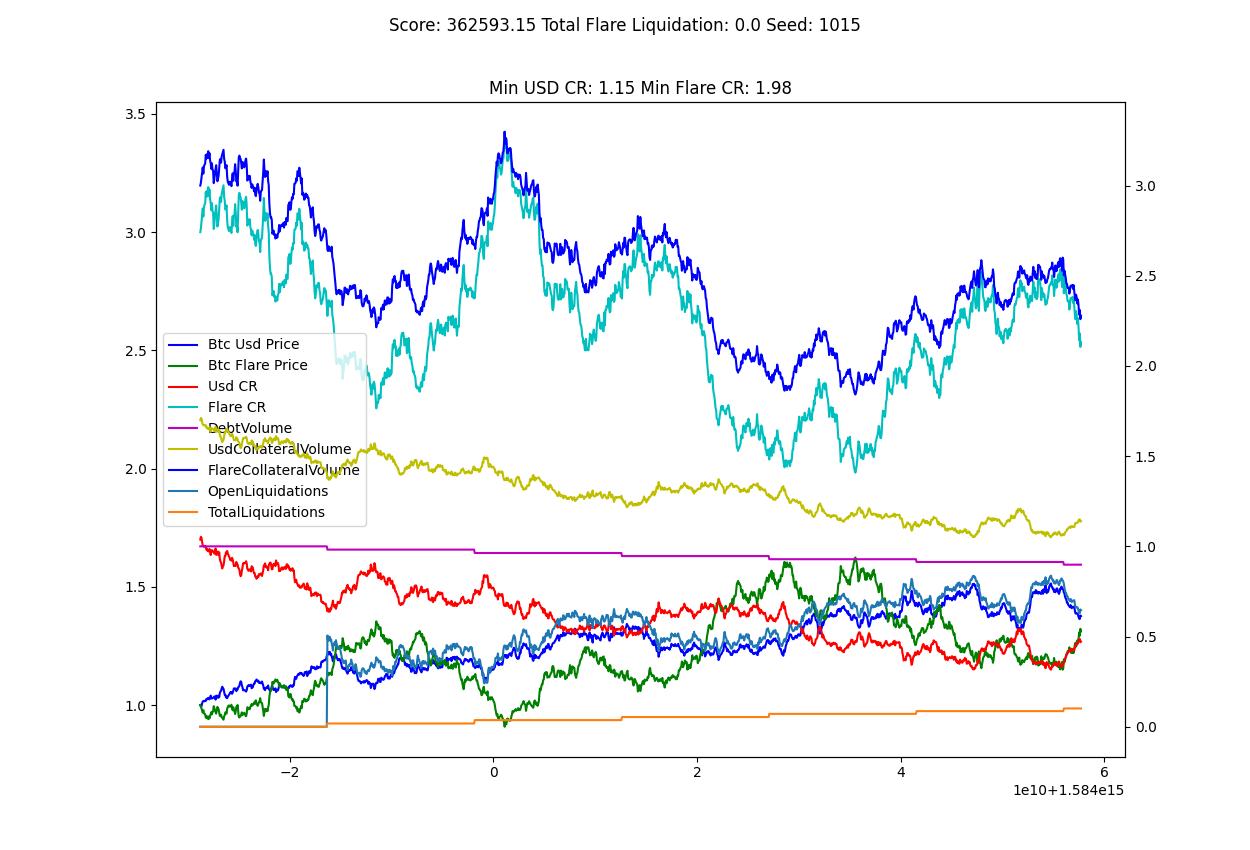 Score: 362593.15 Total Flare Liquidation: 0.0 Seed: 1015
Min USD CR: 1.15 Min Flare CR: 1.98
3.5
3.0
2.5
2.0
1.5
1.0
Btc Usd Price
Btc Flare Price
Usd CR
Flare CR
DebtVolume
UsdCollateralVolume
FlareCollateralVolume
OpenLiquidations
TotalLiquidations
3.0
2.5
2.0
1.5
1.0
0.5
0.0
−2 0 2 4 6
1e10+1.584e15